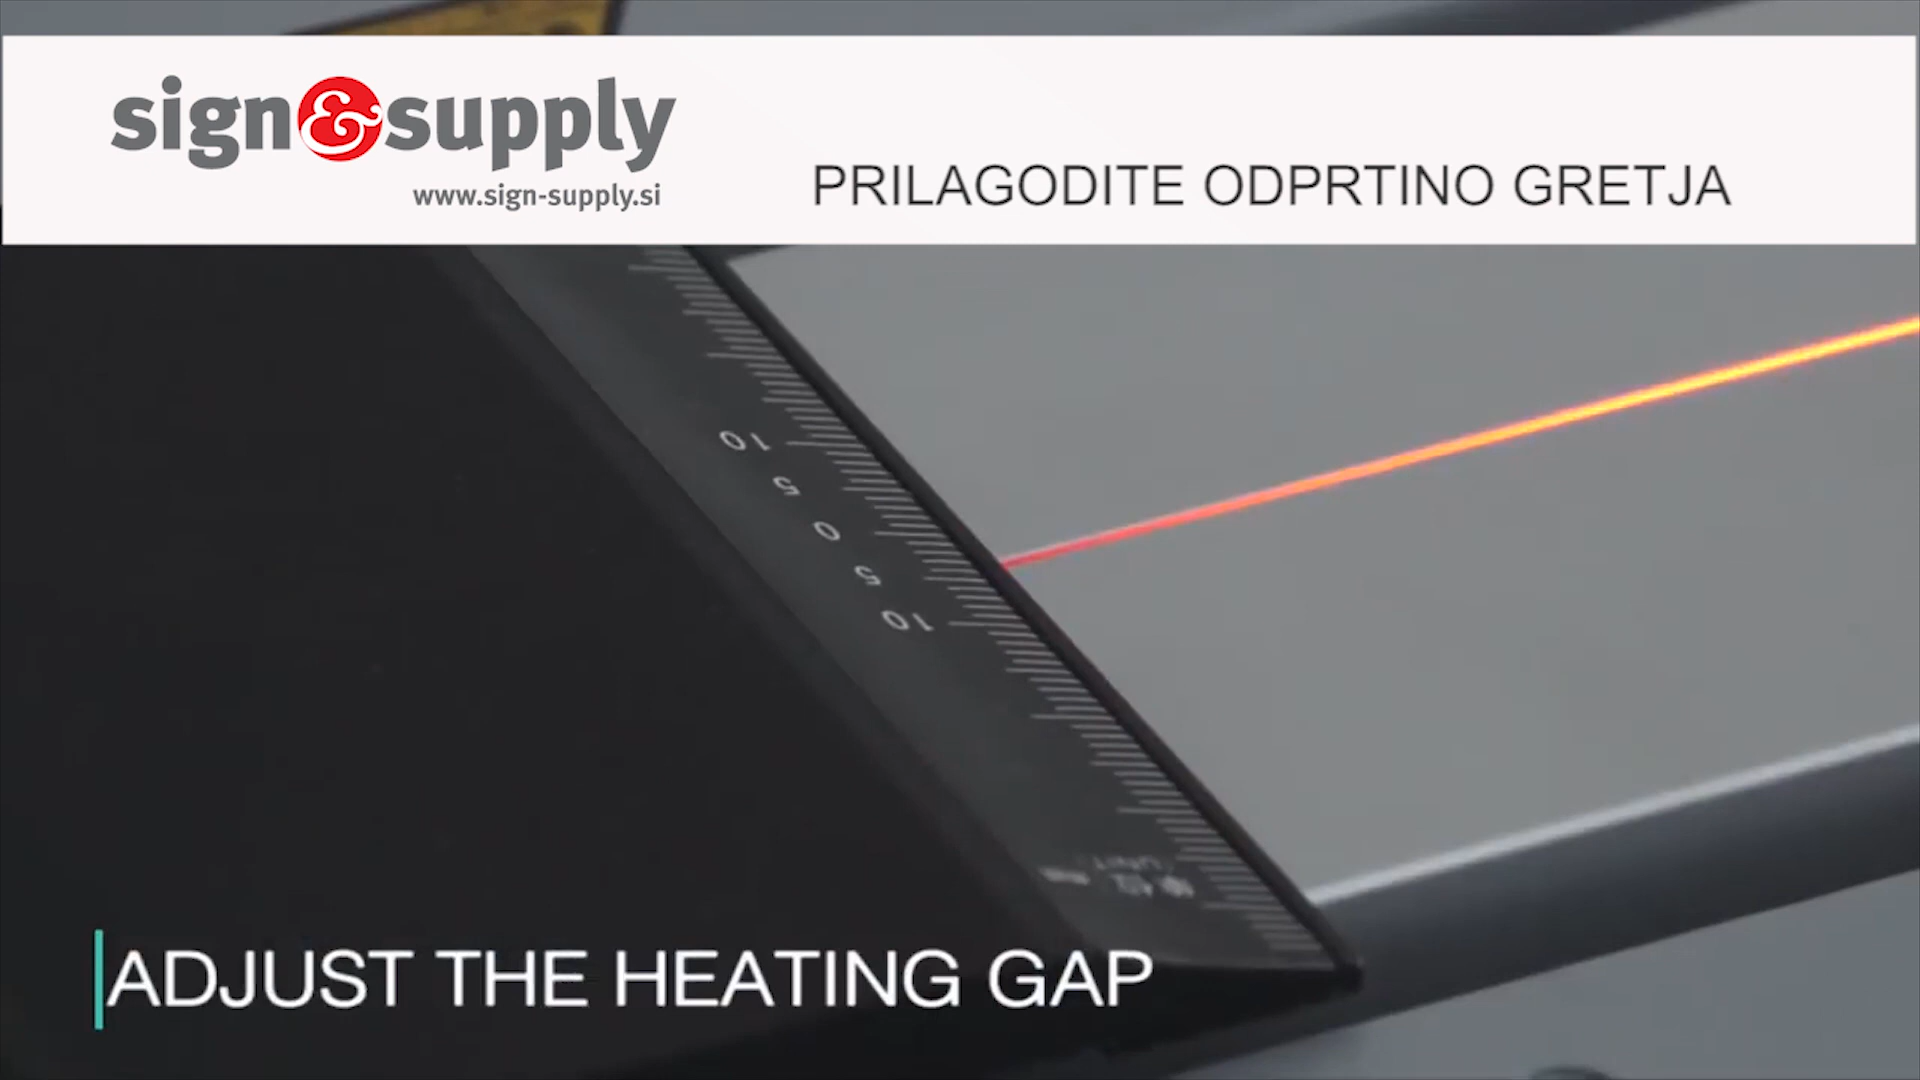 sign&supply
www.sign-supply.si
PRILAGODITE ODPRTINO GRETJA
10
5
0
5
10
ADJUST THE HEATING GAP